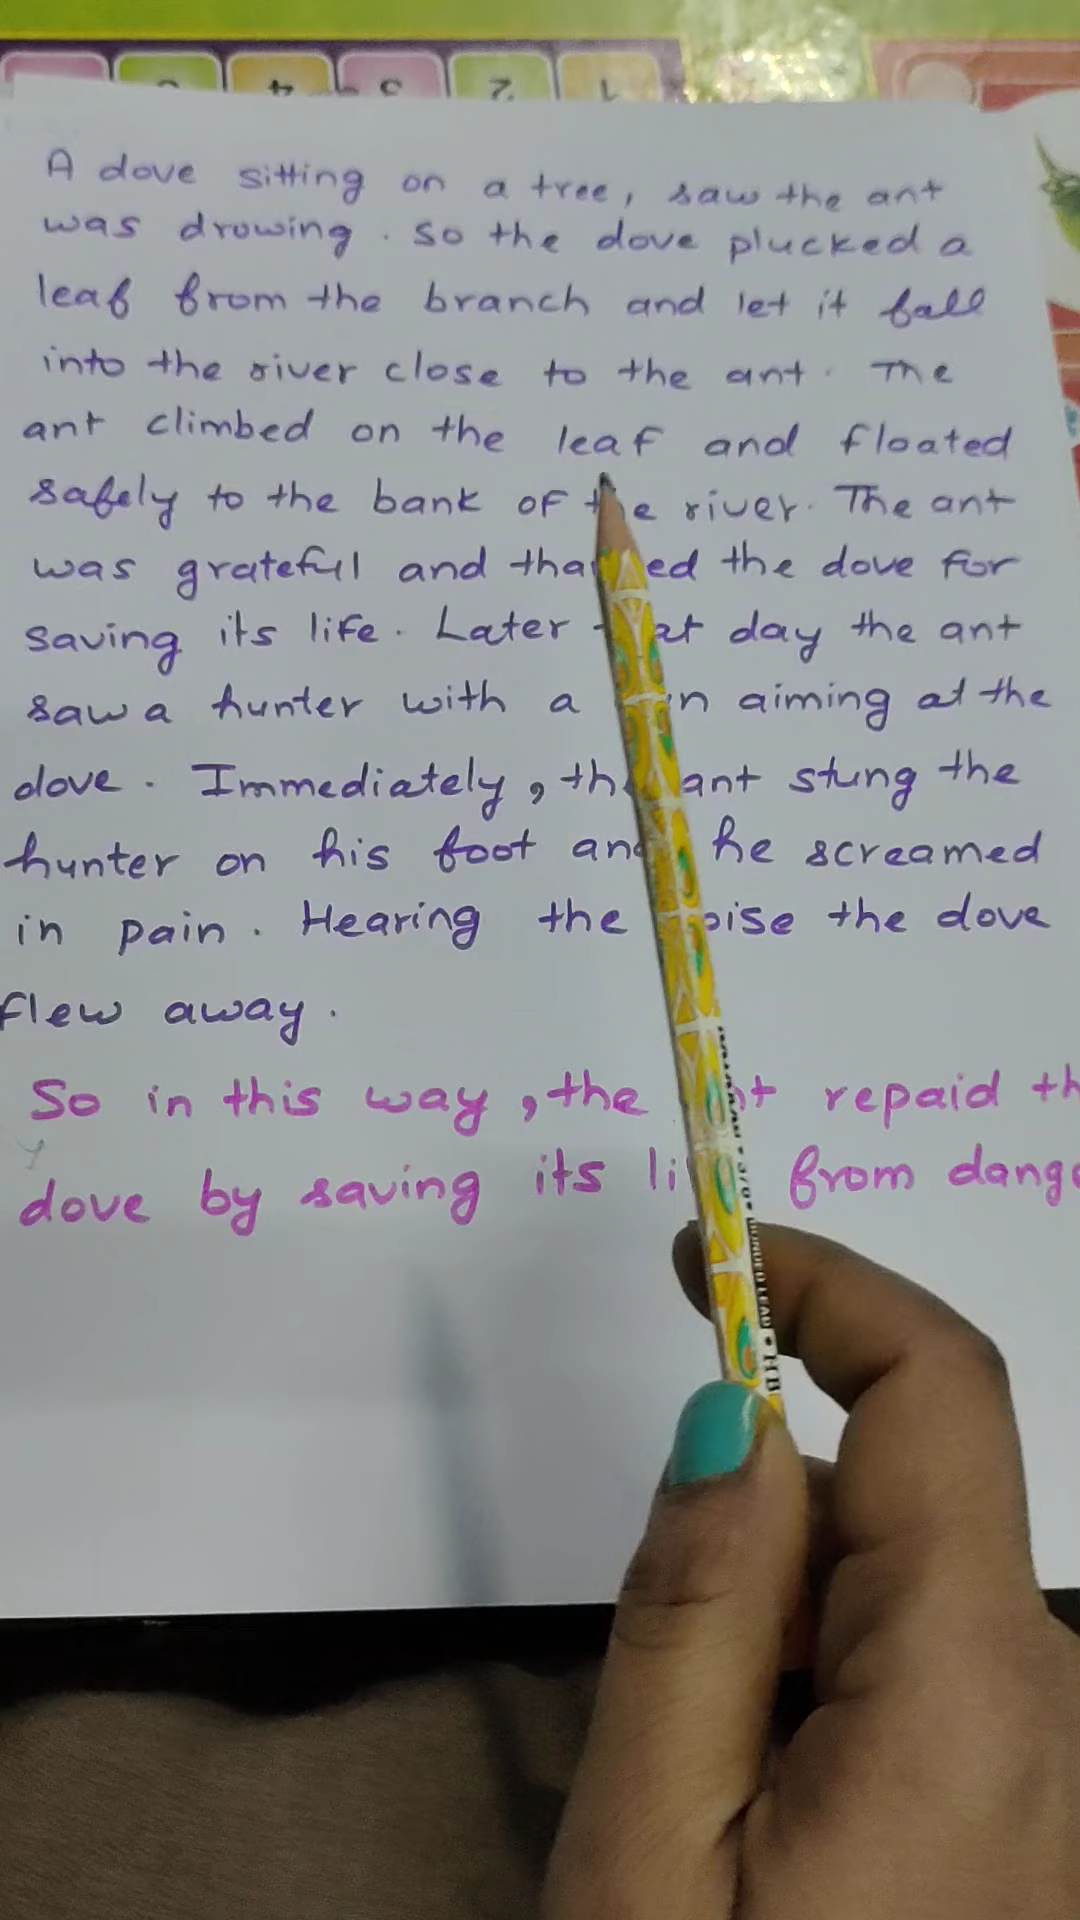 A dove sitting on a tree, saw the ant
was drowing. So the dove plucked a
leaf from the branch and let it fall
into the river close to the ant. The
ant climbed on the leaf and floated
safely to the bank of the river. The ant
was grateful and the dove for
saving its life. Later day the ant
saw a hunter with a aiming at the
dove. Immediately, the ant stung the
hunter on his foot and he screamed
in pain. Hearing the the dove
flew away.
So in this way, the repaid
dove by saving its from